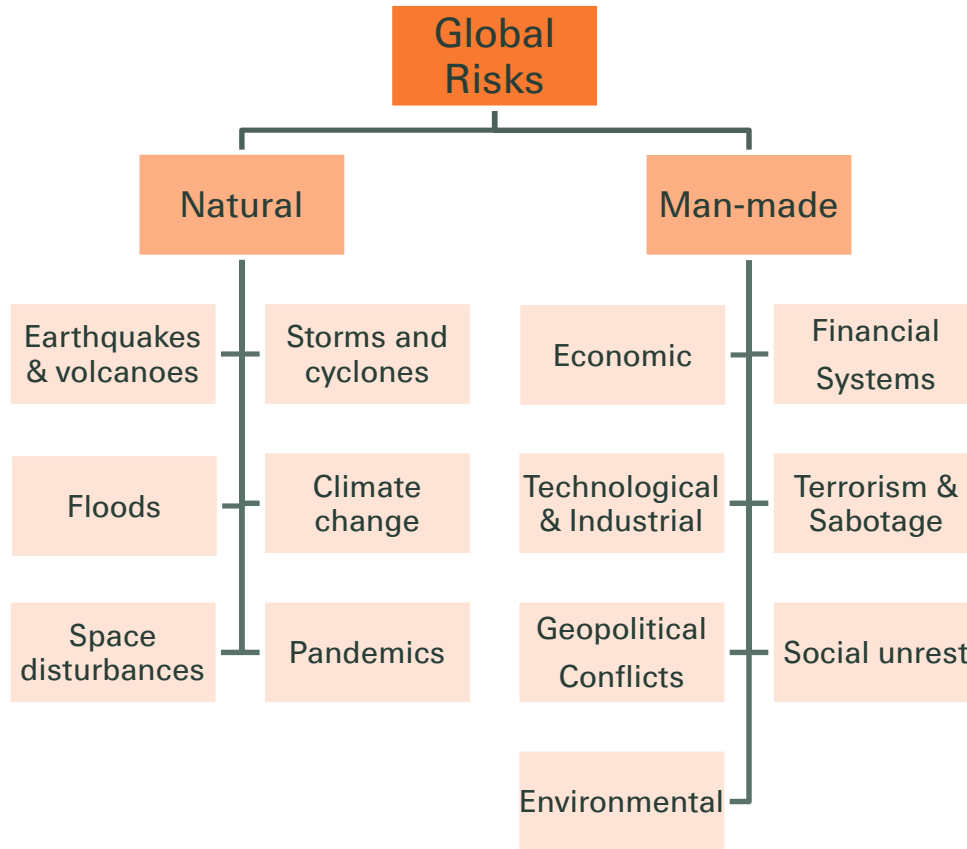 Global
Risks
Natural
Man-made
Earthquakes
& volcanoes
Storms and
cyclones
Economic
Financial
Systems
Floods
Climate
change
Technological
& Industrial
Terrorism &
Sabotage
Space
disturbances
Pandemics
Geopolitical
Conflicts
Social unrest
Environmental